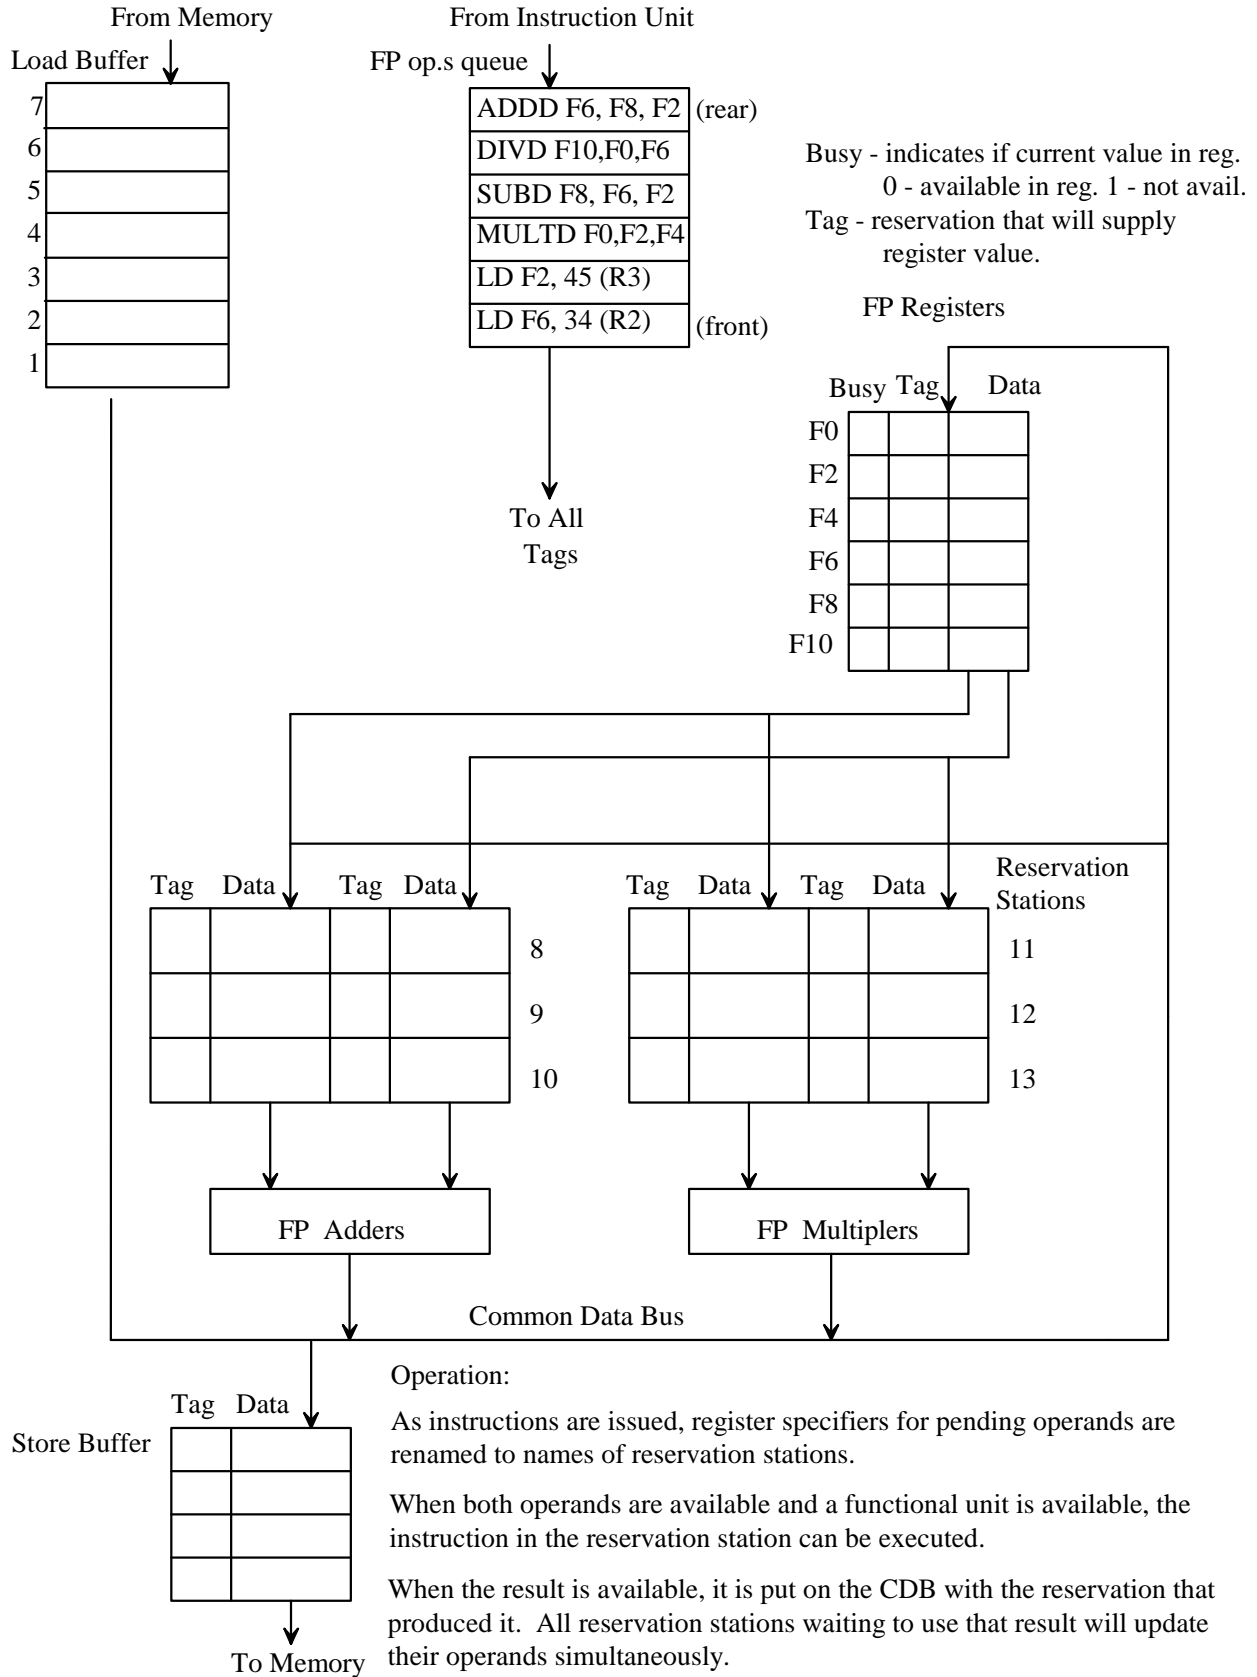 From Memory
From Instruction Unit
Load Buffer
FP op.s queue
7
6
5
4
3
2
1
ADDD F6, F8, F2 (rear)
DIVD F10,F0,F6
SUBD F8, F6, F2
MULTD F0,F2,F4
LD F2, 45 (R3)
LD F6, 34 (R2) (front)
To All
Tags
Busy - indicates if current value in reg.
0 - available in reg. 1 - not avail.
Tag - reservation that will supply
register value.
FP Registers
Busy Tag Data
F0
F2
F4
F6
F8
F10
Tag Data Tag Data
8
9
10
Tag Data Tag Data
Reservation
Stations
11
12
13
FP Adders
FP Multiplers
Common Data Bus
Store Buffer
Tag Data
To Memory
Operation:
As instructions are issued, register specifiers for pending operands are
renamed to names of reservation stations.
When both operands are available and a functional unit is available, the
instruction in the reservation station can be executed.
When the result is available, it is put on the CDB with the reservation that
produced it. All reservation stations waiting to use that result will update
their operands simultaneously.